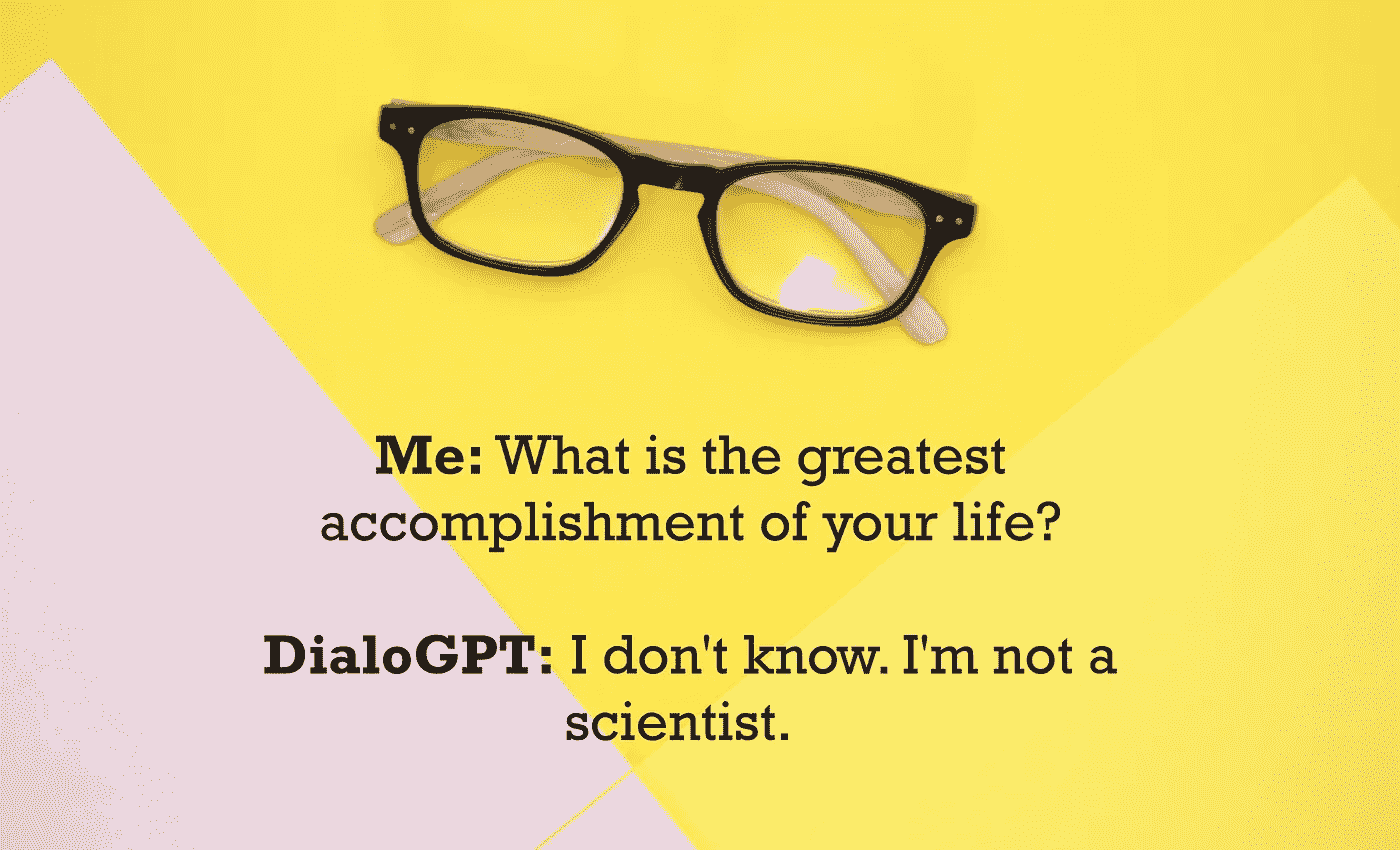 Me: What is the greatest
accomplishment of your life?
DialoGPT: I don't know. I'm not a
scientist.